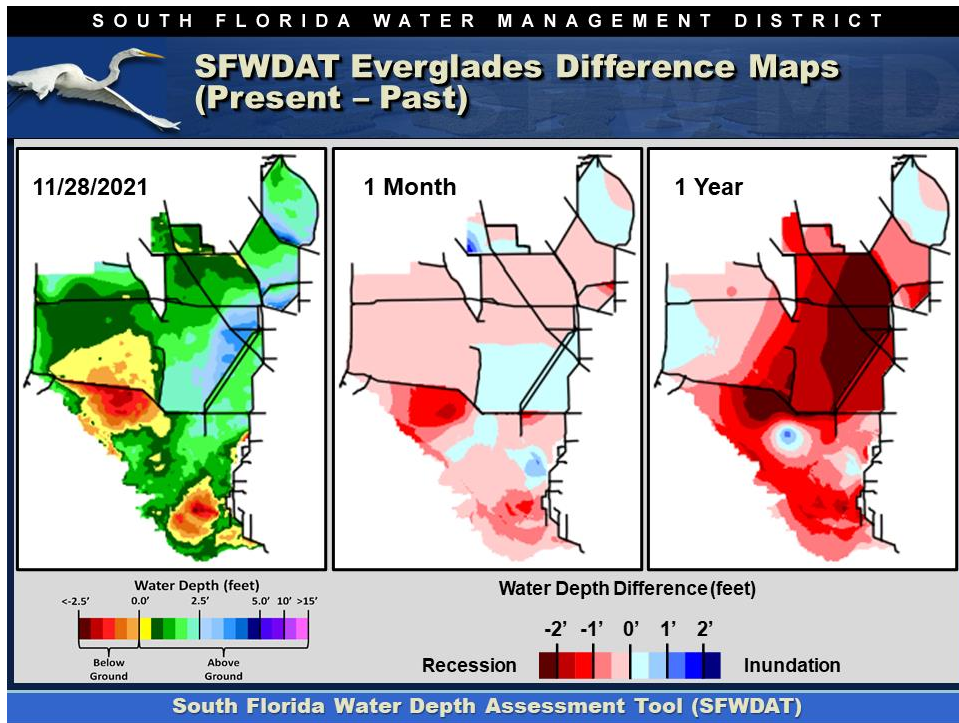 SOUTH FLORIDA WATER MANAGEMENT DISTRICT
SFWDAT Everglades Difference Maps
(Present – Past)
SFWMD
11/28/2021
1 Month
1 Year
Water Depth (feet)
<-2.5' 0.0' 2.5' 5.0' 10' >15'
Below
Ground
Above
Ground
Water Depth Difference (feet)
-2' -1' 0' 1' 2'
Recession
Inundation
South Florida Water Depth Assessment Tool (SFWDAT)